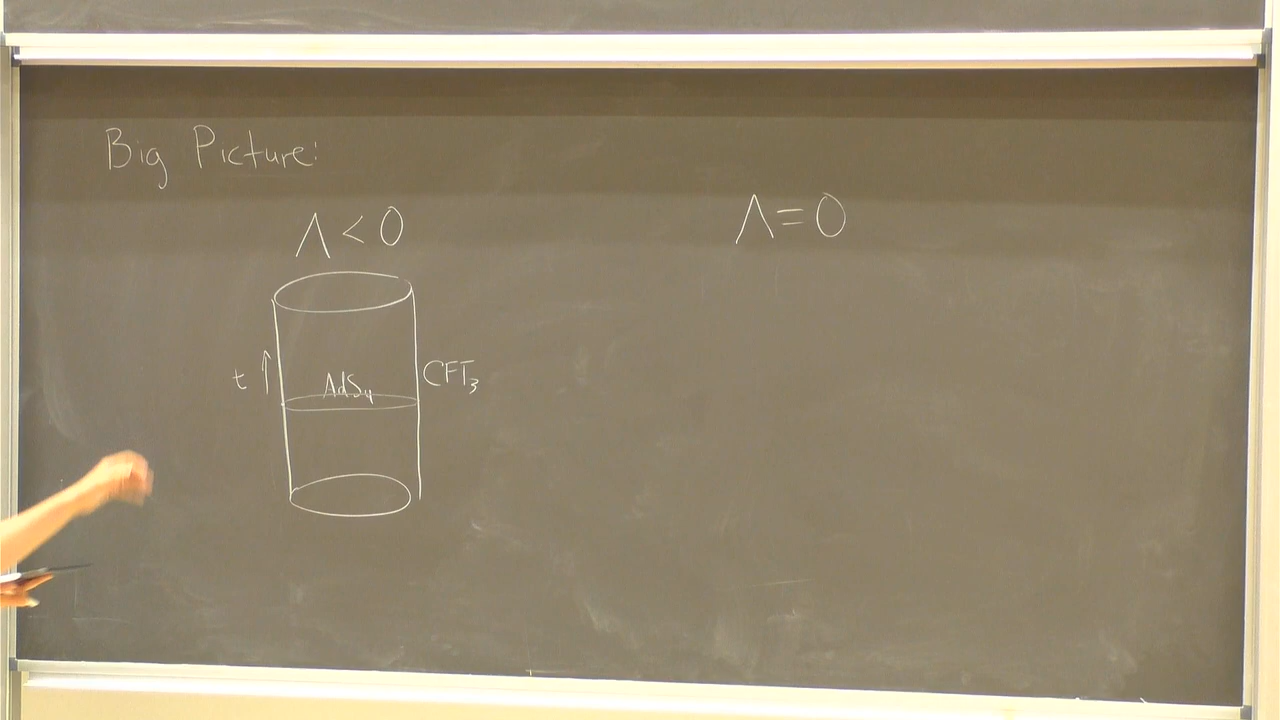 Big Picture:
Λ < 0
Λ = 0
t ↑
AdS₄
CFT₃